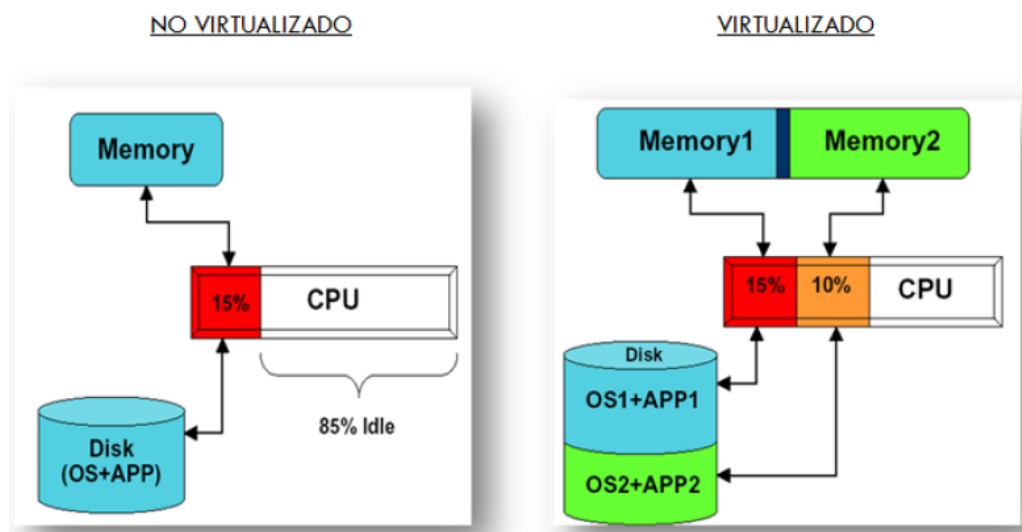 NO VIRTUALIZADO
Memory
15%
CPU
85% Idle
Disk
(OS+APP)
VIRTUALIZADO
Memory1
Memory2
15%
10%
CPU
Disk
OS1+APP1
OS2+APP2